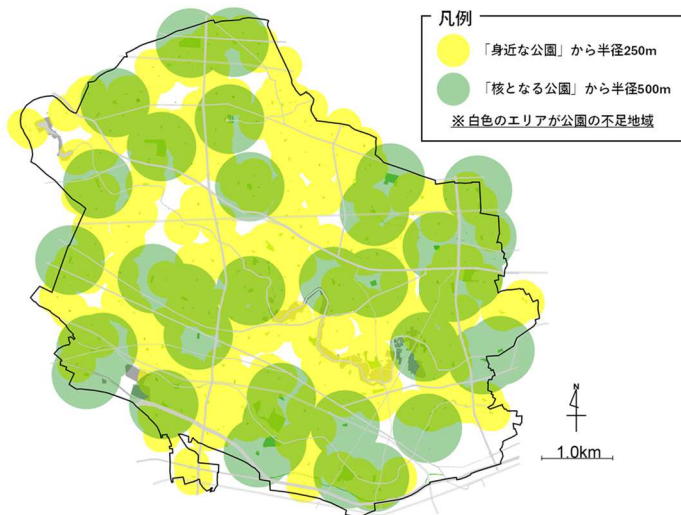 凡例
「身近な公園」から半径250m
「核となる公園」から半径500m
※白色のエリアが公園の不足地域
N
1.0km